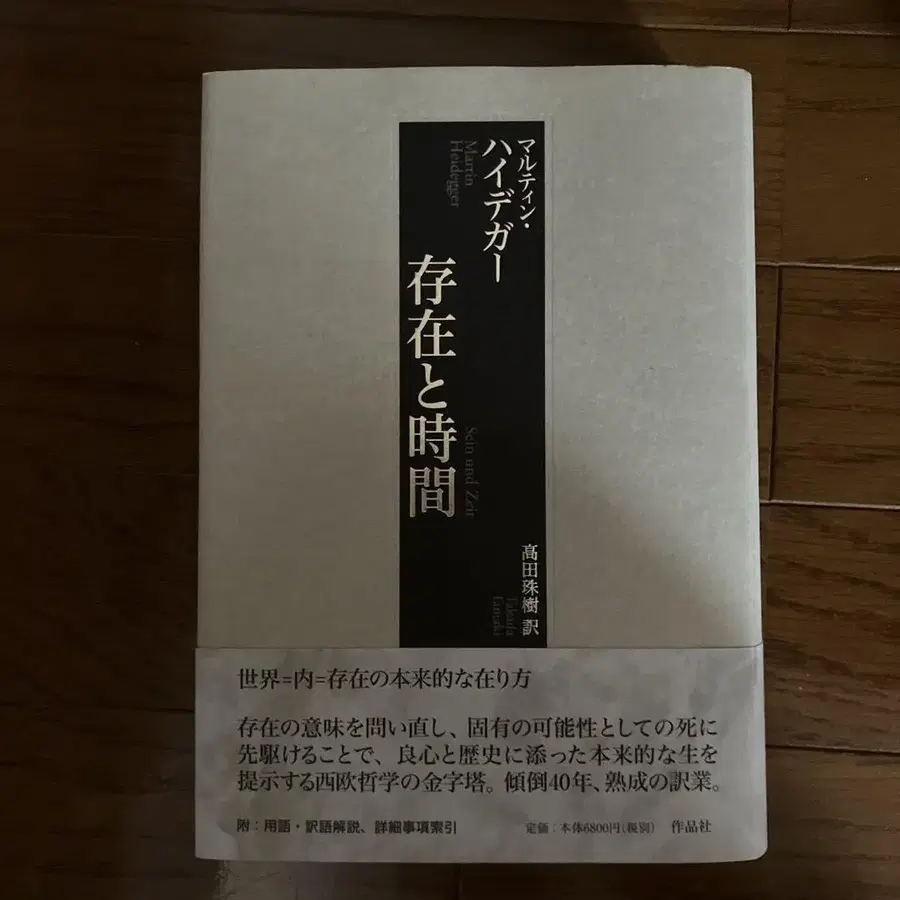 マルティン・
ハイデガー
Martin
Heidegger
存在と時間
Sein und Zeit
髙田珠樹 訳
Takada
Tamaki
世界=内=存在の本来的な在り方
存在の意味を問い直し、固有の可能性としての死に
先駆けることで、良心と歴史に添った本来的な生を
提示する西欧哲学の金字塔。傾倒40年、熟成の訳業。
附：用語・訳語解説、詳細事項索引
定価：本体6800円（税別） 作品社